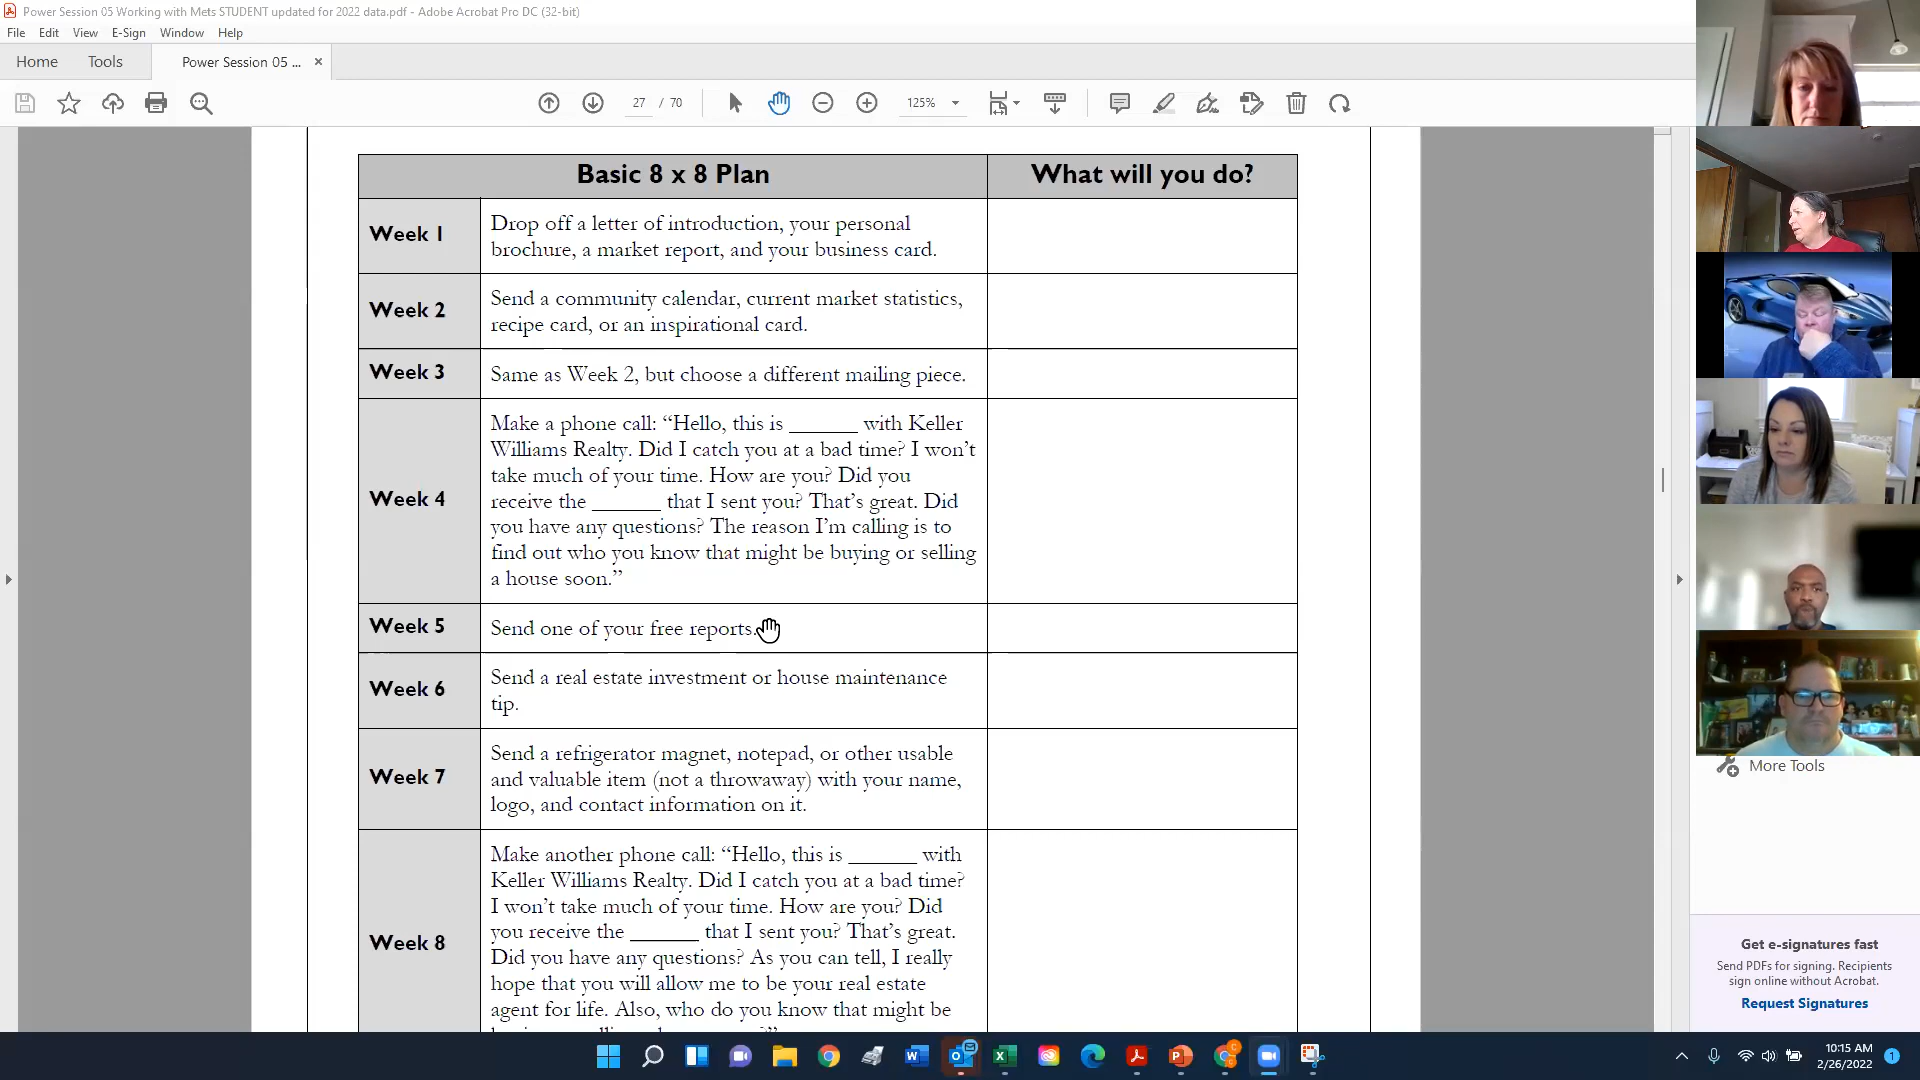 Power Session 05 Working with Mets STUDENT updated for 2022 data.pdf - Adobe Acrobat Pro DC (32-bit)
File Edit View E-Sign Window Help
Home Tools Power Session 05 ... ×
27 / 70 125%
Basic 8 x 8 Plan What will you do?
Week 1
Drop off a letter of introduction, your personal
brochure, a market report, and your business card.
Week 2
Send a community calendar, current market statistics,
recipe card, or an inspirational card.
Week 3
Same as Week 2, but choose a different mailing piece.
Week 4
Make a phone call: “Hello, this is ______ with Keller
Williams Realty. Did I catch you at a bad time? I won’t
take much of your time. How are you? Did you
receive the ______ that I sent you? That’s great. Did
you have any questions? The reason I’m calling is to
find out who you know that might be buying or selling
a house soon.”
Week 5
Send one of your free reports.
Week 6
Send a real estate investment or house maintenance
tip.
Week 7
Send a refrigerator magnet, notepad, or other usable
and valuable item (not a throwaway) with your name,
logo, and contact information on it.
Week 8
Make another phone call: “Hello, this is ______ with
Keller Williams Realty. Did I catch you at a bad time?
I won’t take much of your time. How are you? Did
you receive the ______ that I sent you? That’s great.
Did you have any questions? As you can tell, I really
hope that you will allow me to be your real estate
agent for life. Also, who do you know that might be
More Tools
Get e-signatures fast
Send PDFs for signing. Recipients
sign online without Acrobat.
Request Signatures
10:15 AM
2/26/2022
1